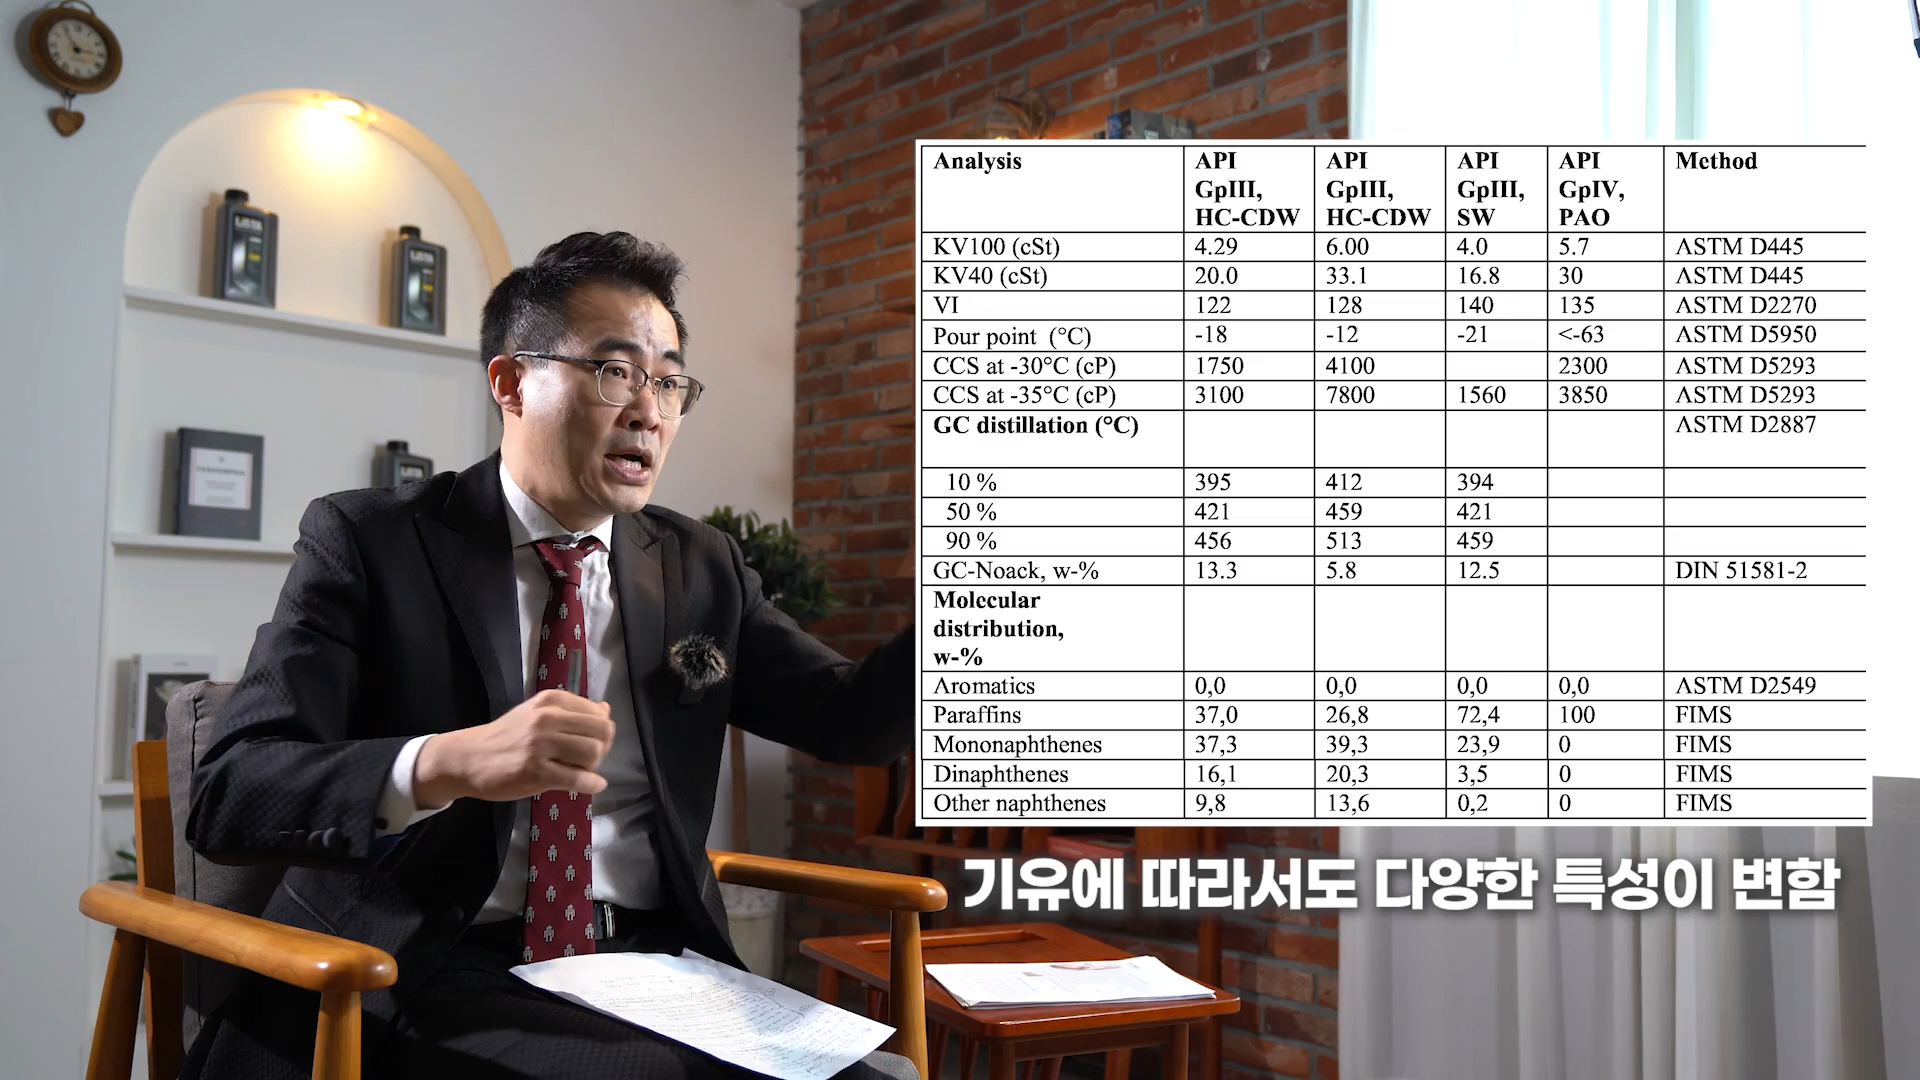 LISTA
LISTA
LISTA
Analysis API GpIII, HC-CDW API GpIII, HC-CDW API GpIII, SW API GpIV, PAO Method
KV100 (cSt) 4.29 6.00 4.0 5.7 ASTM D445
KV40 (cSt) 20.0 33.1 16.8 30 ASTM D445
VI 122 128 140 135 ASTM D2270
Pour point (°C) -18 -12 -21 <-63 ASTM D5950
CCS at -30°C (cP) 1750 4100 2300 ASTM D5293
CCS at -35°C (cP) 3100 7800 1560 3850 ASTM D5293
GC distillation (°C) ASTM D2887
10 % 395 412 394
50 % 421 459 421
90 % 456 513 459
GC-Noack, w-% 13.3 5.8 12.5 DIN 51581-2
Molecular distribution, w-%
Aromatics 0,0 0,0 0,0 0,0 ASTM D2549
Paraffins 37,0 26,8 72,4 100 FIMS
Mononaphthenes 37,3 39,3 23,9 0 FIMS
Dinaphthenes 16,1 20,3 3,5 0 FIMS
Other naphthenes 9,8 13,6 0,2 0 FIMS
기유에 따라서도 다양한 특성이 변함